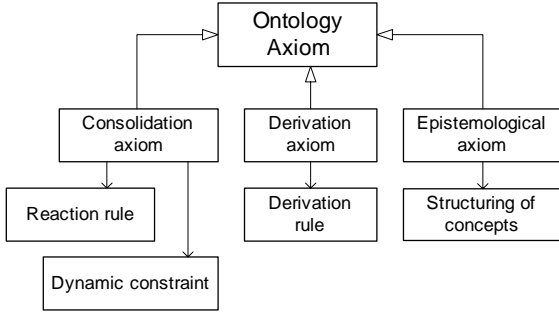 Ontology
Axiom
Consolidation
axiom
Derivation
axiom
Epistemological
axiom
Reaction rule
Derivation
rule
Structuring of
concepts
Dynamic constraint